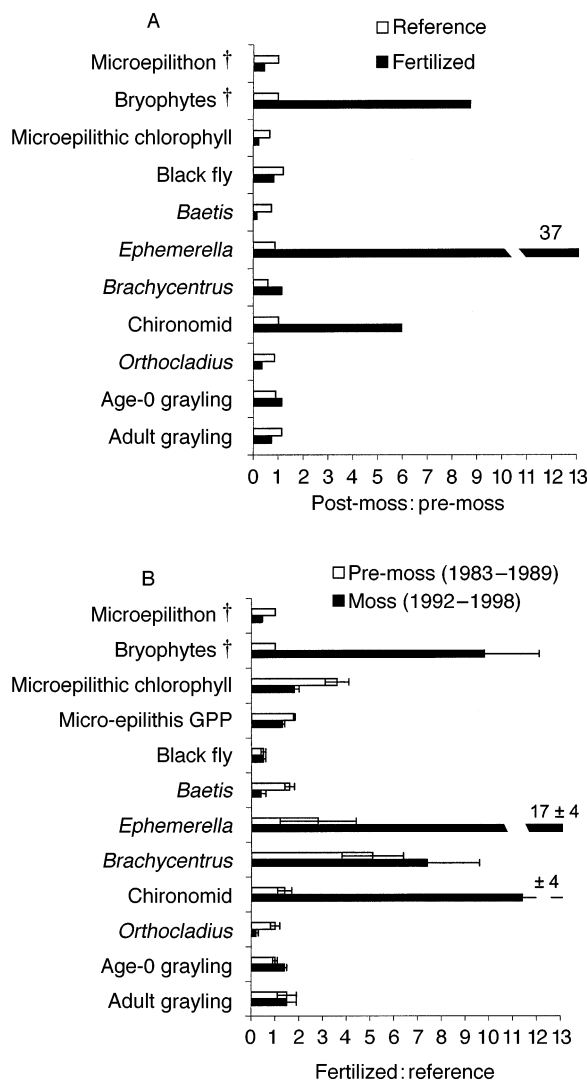 A
Reference
Fertilized
Microepilithon †
Bryophytes †
Microepilithic chlorophyll
Black fly
Baetis
Ephemerella
37
Brachycentrus
Chironomid
Orthocladius
Age-0 grayling
Adult grayling
0 1 2 3 4 5 6 7 8 9 10 11 12 13
Post-moss: pre-moss
B
Pre-moss (1983–1989)
Moss (1992–1998)
Microepilithon †
Bryophytes †
Microepilithic chlorophyll
Micro-epilithis GPP
Black fly
Baetis
Ephemerella
17 ± 4
Brachycentrus
Chironomid
± 4
Orthocladius
Age-0 grayling
Adult grayling
0 1 2 3 4 5 6 7 8 9 10 11 12 13
Fertilized: reference